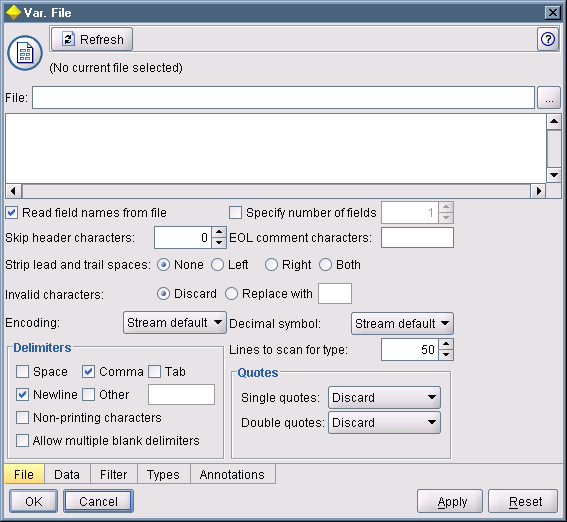 Var. File
Refresh
(No current file selected)
File:
...
Read field names from file
Specify number of fields 1
Skip header characters: 0
EOL comment characters:
Strip lead and trail spaces: None Left Right Both
Invalid characters: Discard Replace with
Encoding: Stream default
Decimal symbol: Stream default
Delimiters
Lines to scan for type: 50
Space Comma Tab
Newline Other
Non-printing characters
Allow multiple blank delimiters
Quotes
Single quotes: Discard
Double quotes: Discard
File Data Filter Types Annotations
OK Cancel Apply Reset